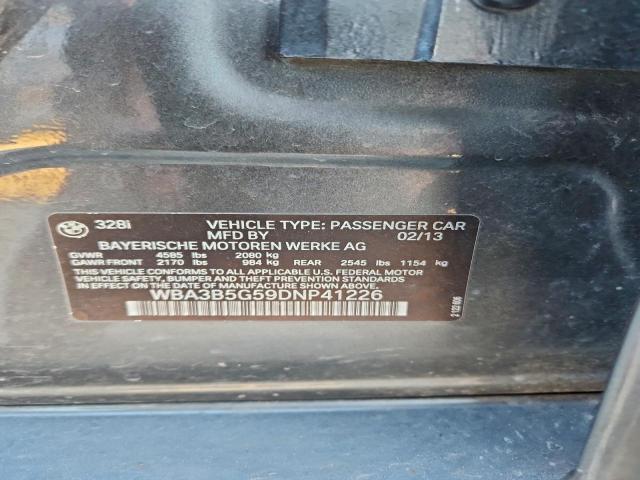 328i VEHICLE TYPE: PASSENGER CAR
MFD BY 02/13
BAYERISCHE MOTOREN WERKE AG
GVWR 4585 lbs 2080 kg
GAWR FRONT 2170 lbs 984 kg REAR 2545 lbs 1154 kg
THIS VEHICLE CONFORMS TO ALL APPLICABLE U.S. FEDERAL MOTOR
VEHICLE SAFETY, BUMPER AND THEFT PREVENTION STANDARDS
IN EFFECT ON THE DATE OF MANUFACTURE SHOWN ABOVE.
WBA3B5G59DNP41226